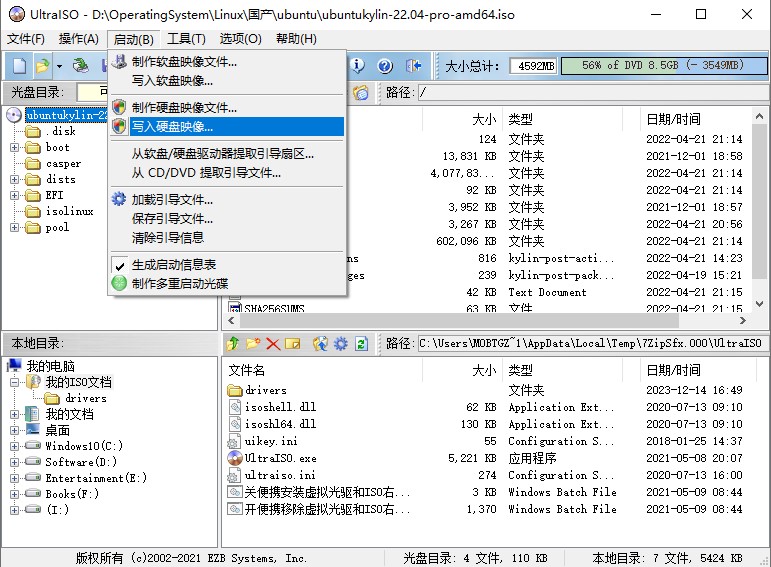 UltraISO - D:\OperatingSystem\Linux\国产\ubuntu\ubuntukylin-22.04-pro-amd64.iso
文件(F) 操作(A) 启动(B) 工具(T) 选项(O) 帮助(H)
大小总计: 4592MB 56% of DVD 8.5GB (- 3549MB)
光盘目录: 可 路径: /
ubuntukylin-22
.disk
boot
casper
dists
EFI
isolinux
pool
制作软盘映像文件...
写入软盘映像...
制作硬盘映像文件...
写入硬盘映像...
从软盘/硬盘驱动器提取引导扇区...
从 CD/DVD 提取引导文件...
加载引导文件...
保存引导文件...
清除引导信息
生成启动信息表
制作多重启动光碟
大小 类型 日期/时间
124 文件夹 2022-04-21 21:14
13,831 KB 文件夹 2021-12-01 18:58
4,077,83... 文件夹 2022-04-21 21:14
92 KB 文件夹 2022-04-21 21:14
3,952 KB 文件夹 2021-12-01 18:57
3,267 KB 文件夹 2022-04-21 20:56
602,096 KB 文件夹 2022-04-21 21:14
ns 816 kylin-post-acti... 2022-04-21 14:23
ges 239 kylin-post-pack... 2022-04-19 15:21
42 KB Text Document 2022-04-21 21:15
SHA256SUMS 63 KB 文件 2022-04-21 21:15
本地目录: 路径: C:\Users\MOBTGZ~1\AppData\Local\Temp\7ZipSfx.000\UltraISO
我的电脑
我的ISO文档
drivers
我的文档
桌面
Windows10(C:)
Software(D:)
Entertainment(E:)
Books(F:)
(I:)
文件名 大小 类型 日期/时间
drivers 文件夹 2023-12-14 16:49
isoshell.dll 62 KB Application Ext... 2020-07-13 09:10
isoshl64.dll 130 KB Application Ext... 2020-07-13 09:10
uikey.ini 55 Configuration S... 2018-01-25 14:37
UltraISO.exe 5,221 KB 应用程序 2021-05-08 20:07
ultraiso.ini 274 Configuration S... 2020-07-13 16:00
关便携安装虚拟光驱和ISO右... 3 KB Windows Batch File 2021-05-09 08:44
开便携移除虚拟光驱和ISO右... 1,370 Windows Batch File 2021-05-09 08:44
版权所有 (c)2002-2021 EZB Systems, Inc. 光盘目录: 4 文件, 110 KB 本地目录: 7 文件, 5424 KB